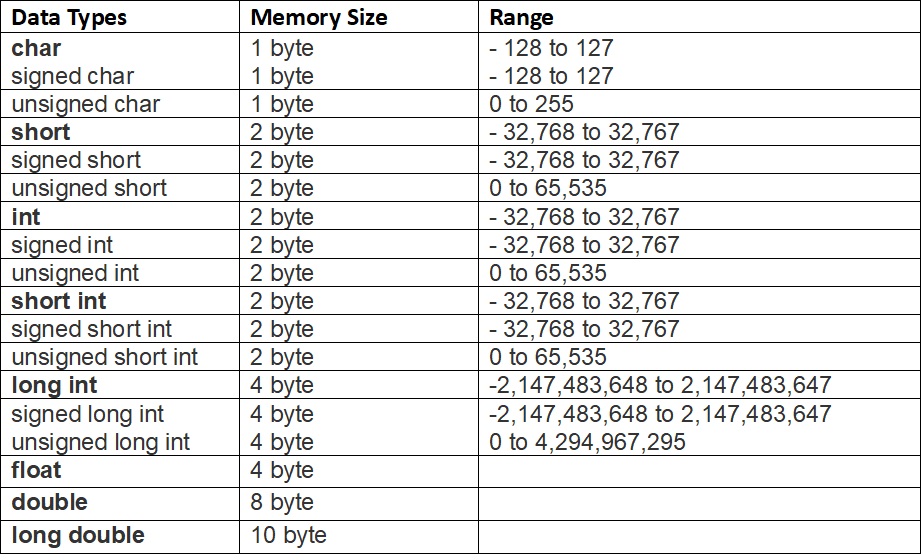 Data Types Memory Size Range
char 1 byte - 128 to 127
signed char 1 byte - 128 to 127
unsigned char 1 byte 0 to 255
short 2 byte - 32,768 to 32,767
signed short 2 byte - 32,768 to 32,767
unsigned short 2 byte 0 to 65,535
int 2 byte - 32,768 to 32,767
signed int 2 byte - 32,768 to 32,767
unsigned int 2 byte 0 to 65,535
short int 2 byte - 32,768 to 32,767
signed short int 2 byte - 32,768 to 32,767
unsigned short int 2 byte 0 to 65,535
long int 4 byte -2,147,483,648 to 2,147,483,647
signed long int 4 byte -2,147,483,648 to 2,147,483,647
unsigned long int 4 byte 0 to 4,294,967,295
float 4 byte
double 8 byte
long double 10 byte